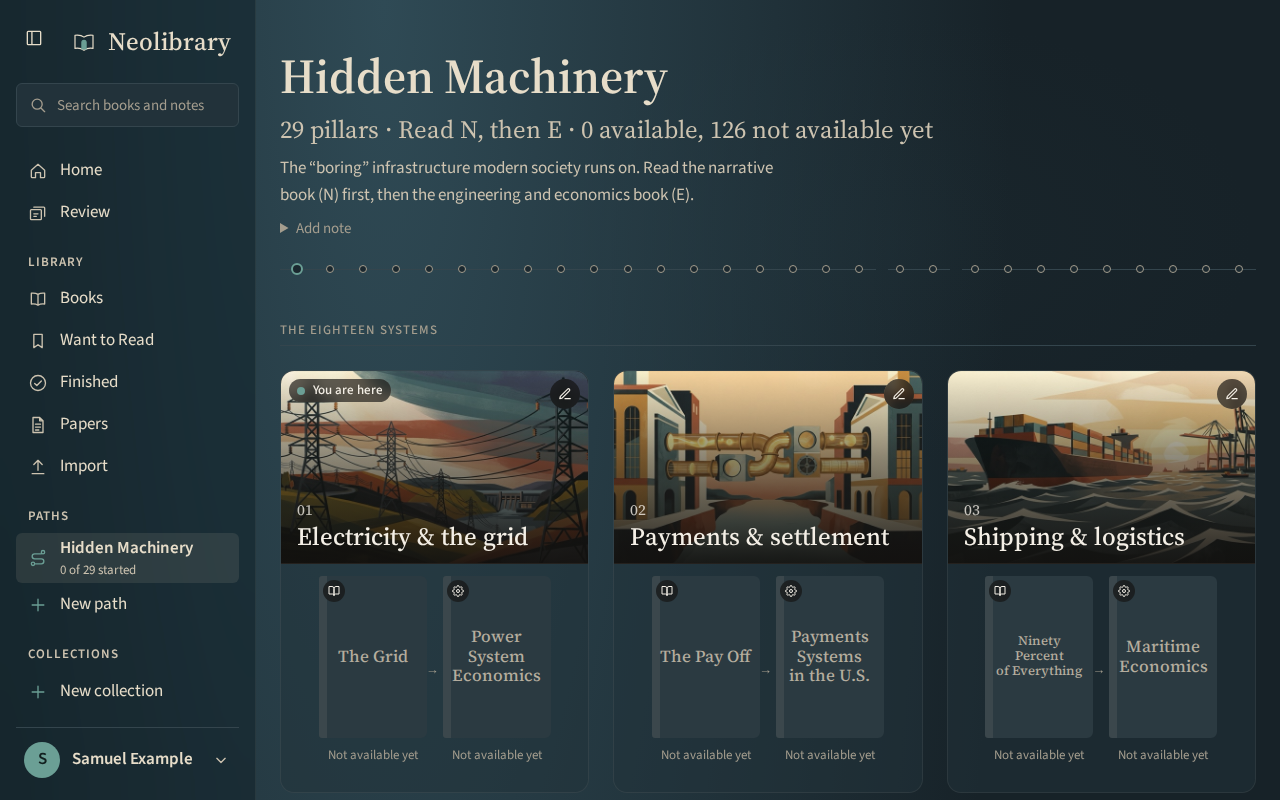 Neolibrary
Search books and notes
Home
Review
LIBRARY
Books
Want to Read
Finished
Papers
Import
PATHS
Hidden Machinery
0 of 29 started
New path
COLLECTIONS
New collection
S
Samuel Example
Hidden Machinery
29 pillars · Read N, then E · 0 available, 126 not available yet
The “boring” infrastructure modern society runs on. Read the narrative
book (N) first, then the engineering and economics book (E).
Add note
THE EIGHTEEN SYSTEMS
You are here
01
Electricity & the grid
The Grid
→
Power
System
Economics
Not available yet
Not available yet
02
Payments & settlement
The Pay Off
→
Payments
Systems
in the U.S.
Not available yet
Not available yet
03
Shipping & logistics
Ninety
Percent
of Everything
→
Maritime
Economics
Not available yet
Not available yet